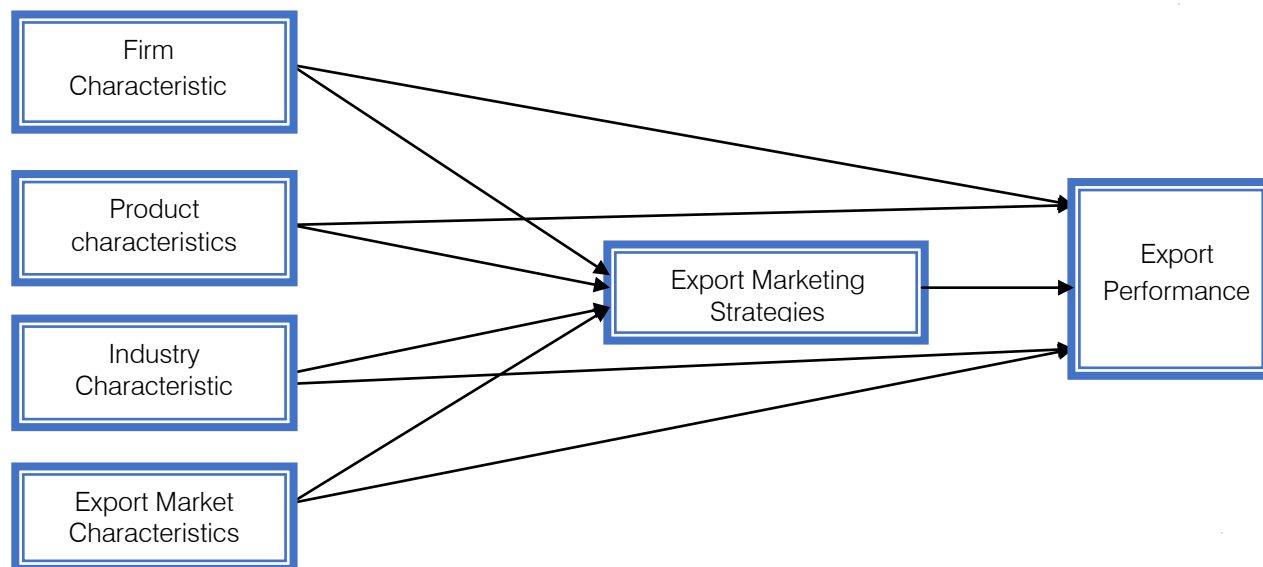 Firm
Characteristic
Product
characteristics
Industry
Characteristic
Export Market
Characteristics
Export Marketing
Strategies
Export
Performance